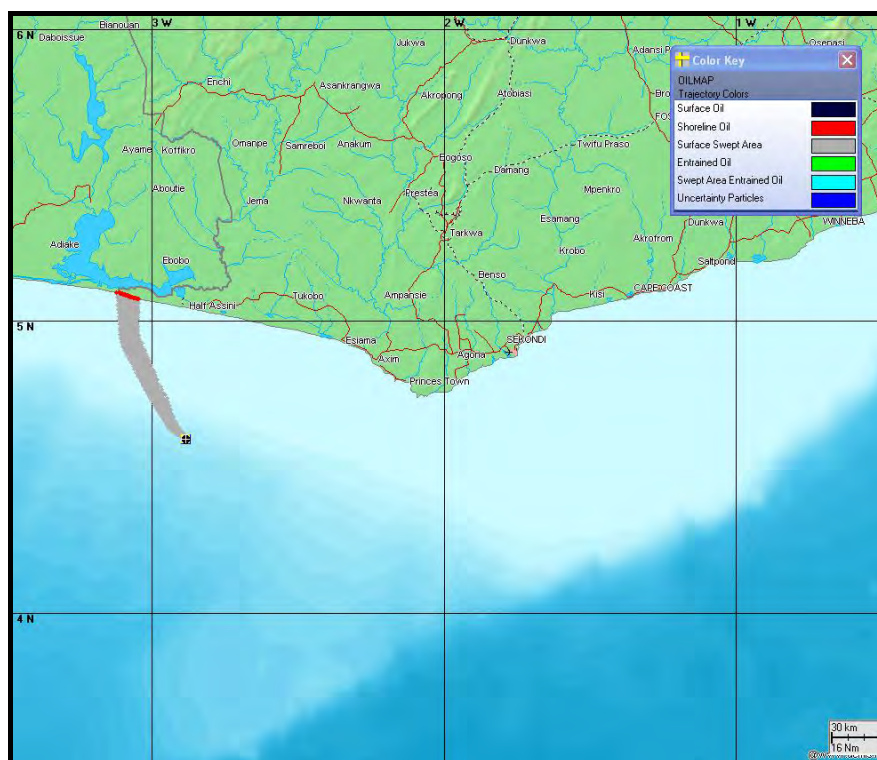 Bianouan
3 W
2 W
1 W
6 N
Daboissue
Jukwa
Dunkwa
Adansi
Osenasi
Color Key
OILMAP
Trajectory Colors
Surface Oil
Shoreline Oil
Surface Swept Area
Entrained Oil
Swept Area Entrained Oil
Uncertainty Particles
Enchi
Asankrangwa
Akropong
Atobiasi
Ayame
Koffikro
Omanpe
Samreboi
Anakum
Bogoso
Twifu Praso
Damang
Aboutie
Jema
Nkwanta
Prestea
Mpenkro
Esamang
Dunkwa
WINNEBA
Adiake
Ebobo
Tarkwa
Krobo
Akrofrom
Saltpond
Benso
Half Assini
Tukobo
Ampansie
Kisi
CAPE COAST
5 N
Esiama
Axim
Agona
SEKONDI
Princes Town
4 N
30 km
16 Nm